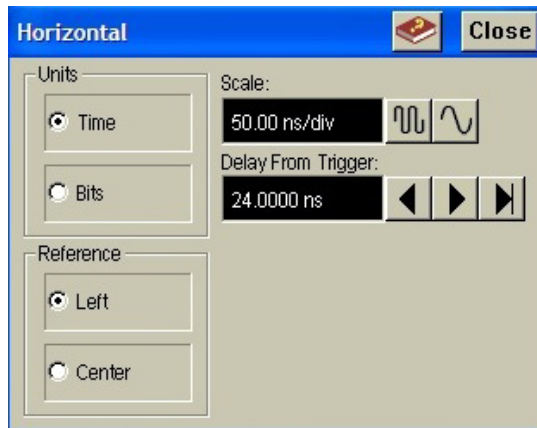 Horizontal
Close
Units
Time
Bits
Scale:
50.00 ns/div
Delay From Trigger:
24.0000 ns
Reference
Left
Center